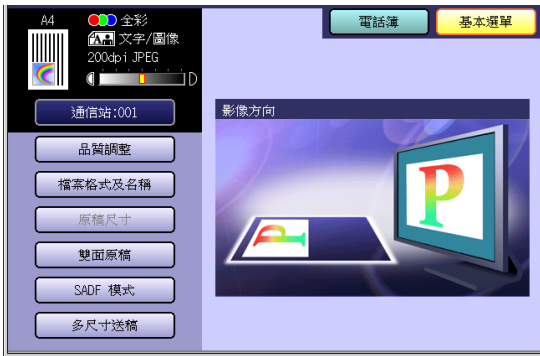 A4
全彩
文字/圖像
200dpi JPEG
D
通信站:001
品質調整
檔案格式及名稱
原稿尺寸
雙面原稿
SADF 模式
多尺寸送稿
電話簿
基本選單
影像方向
P
P